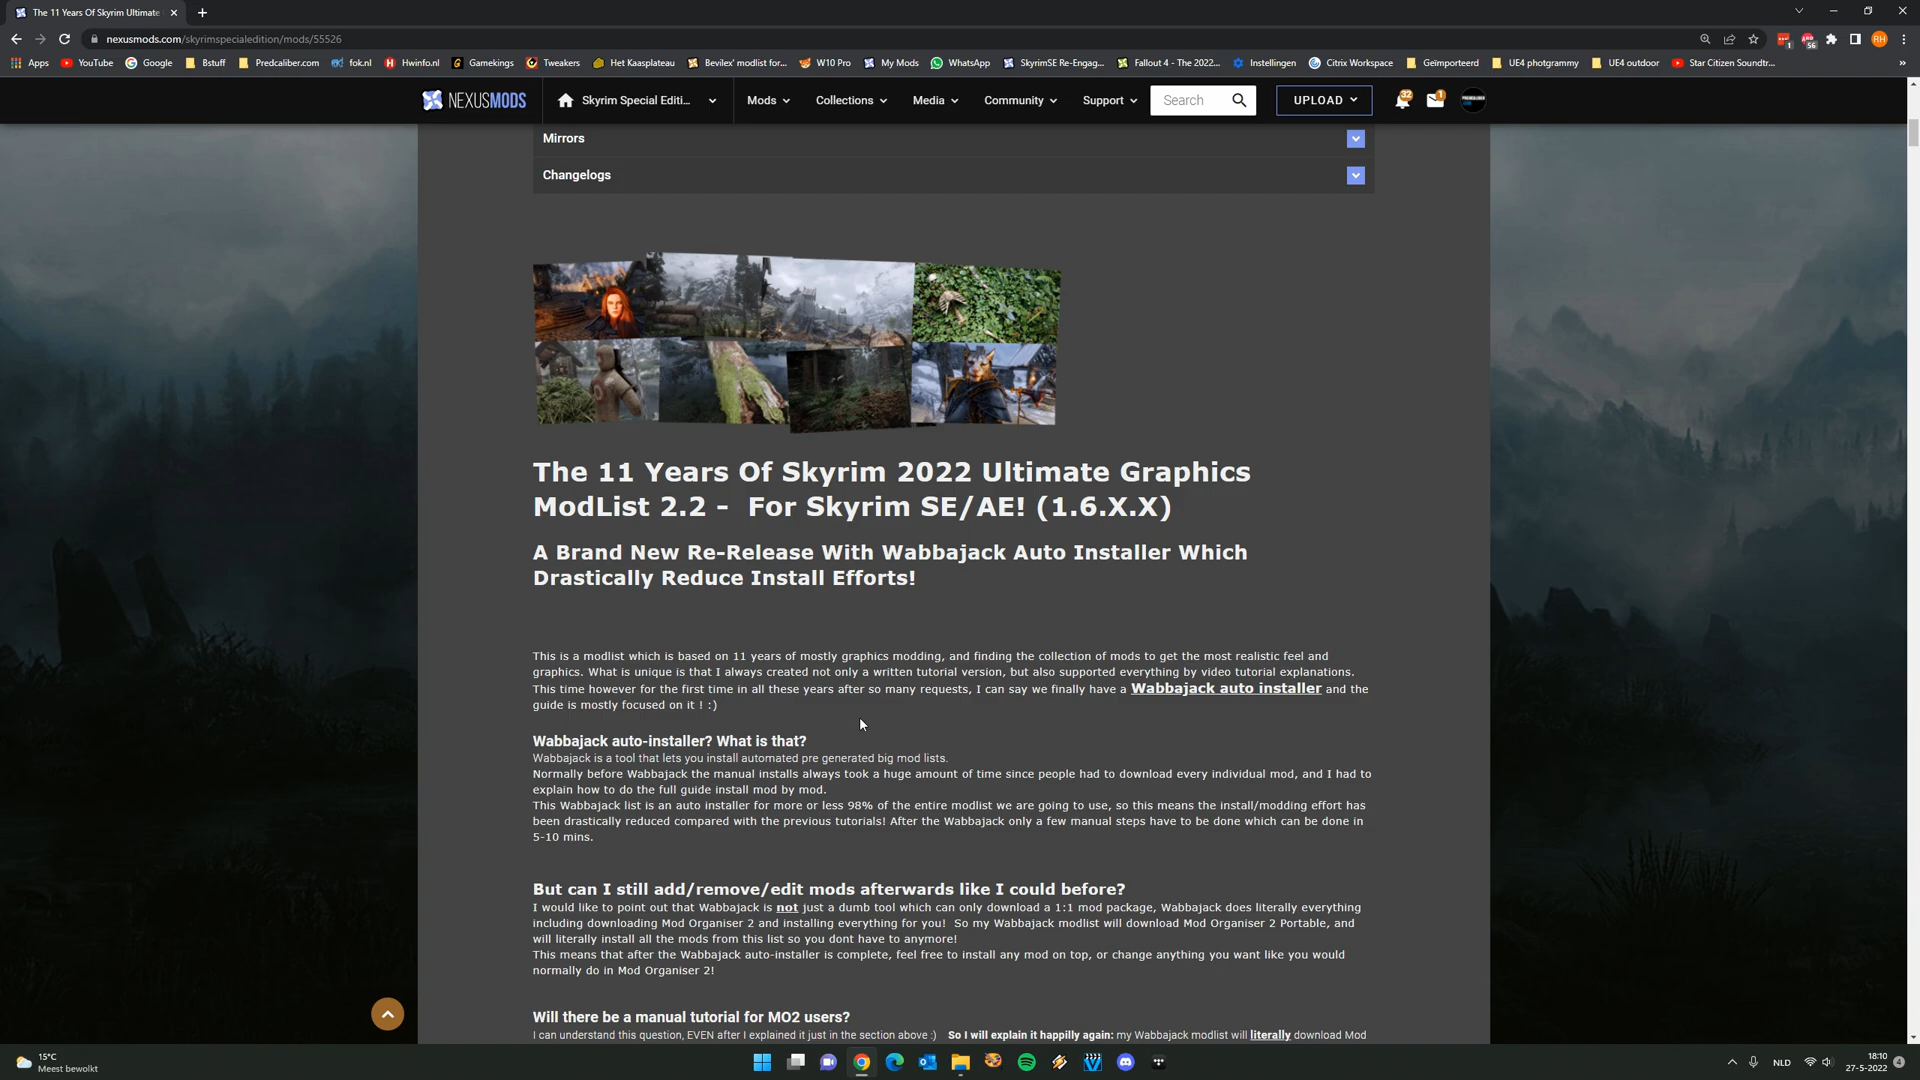 The 11 Years Of Skyrim Ultimate
nexusmods.com/skyrimspecialedition/mods/55526
Apps YouTube Google Bstuff Predcaliber.com fok.nl Hwinfo.nl Gamekings Tweakers Het Kaasplateau Bevilex' modlist for... W10 Pro My Mods WhatsApp SkyrimSE Re-Engag... Fallout 4 - The 2022... Instellingen Citrix Workspace Geïmporteerd UE4 photgrammy UE4 outdoor Star Citizen Soundtr...
NEXUSMODS Skyrim Special Editi... Mods Collections Media Community Support Search UPLOAD 32 1
Mirrors
Changelogs
The 11 Years Of Skyrim 2022 Ultimate Graphics
ModList 2.2 - For Skyrim SE/AE! (1.6.X.X)
A Brand New Re-Release With Wabbajack Auto Installer Which
Drastically Reduce Install Efforts!
This is a modlist which is based on 11 years of mostly graphics modding, and finding the collection of mods to get the most realistic feel and
graphics. What is unique is that I always created not only a written tutorial version, but also supported everything by video tutorial explanations.
This time however for the first time in all these years after so many requests, I can say we finally have a Wabbajack auto installer and the
guide is mostly focused on it ! :)
Wabbajack auto-installer? What is that?
Wabbajack is a tool that lets you install automated pre generated big mod lists.
Normally before Wabbajack the manual installs always took a huge amount of time since people had to download every individual mod, and I had to
explain how to do the full guide install mod by mod.
This Wabbajack list is an auto installer for more or less 98% of the entire modlist we are going to use, so this means the install/modding effort has
been drastically reduced compared with the previous tutorials! After the Wabbajack only a few manual steps have to be done which can be done in
5-10 mins.
But can I still add/remove/edit mods afterwards like I could before?
I would like to point out that Wabbajack is not just a dumb tool which can only download a 1:1 mod package, Wabbajack does literally everything
including downloading Mod Organiser 2 and installing everything for you! So my Wabbajack modlist will download Mod Organiser 2 Portable, and
will literally install all the mods from this list so you dont have to anymore!
This means that after the Wabbajack auto-installer is complete, feel free to install any mod on top, or change anything you want like you would
normally do in Mod Organiser 2!
Will there be a manual tutorial for MO2 users?
I can understand this question, EVEN after I explained it just in the section above :) So I will explain it happilly again: my Wabbajack modlist will literally download Mod
15°C
Meest bewolkt
NLD
18:10
27-5-2022
4